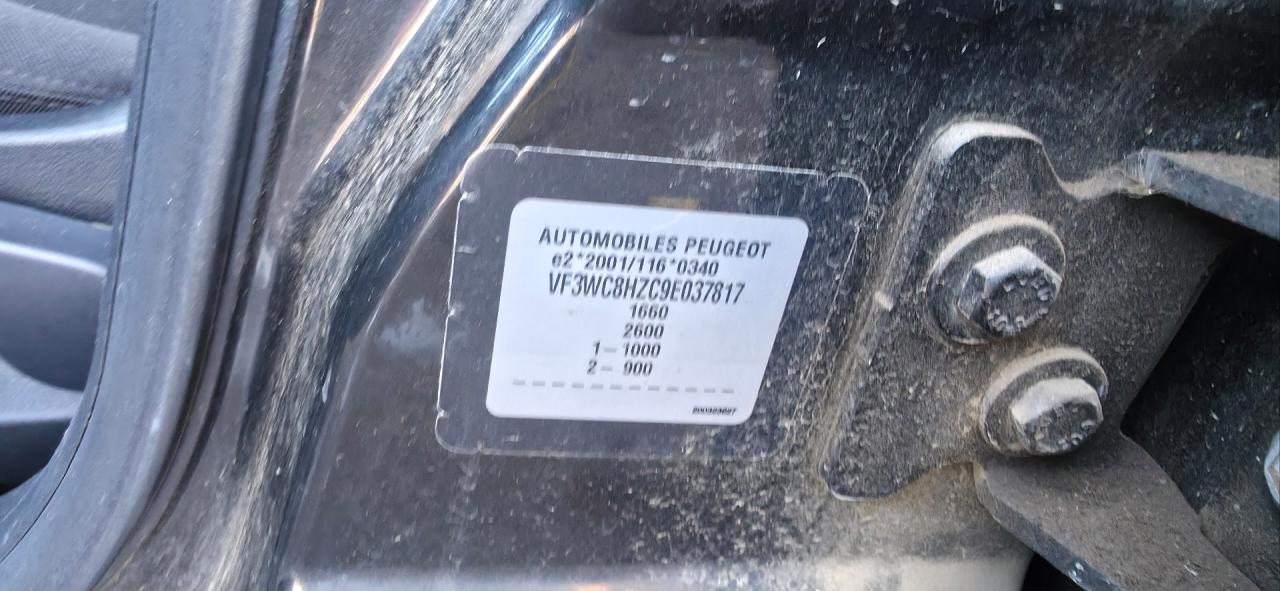 AUTOMOBILES PEUGEOT
e2*2001/116*0340
VF3WC8HZC9E037817
1660
2600
1- 1000
2- 900